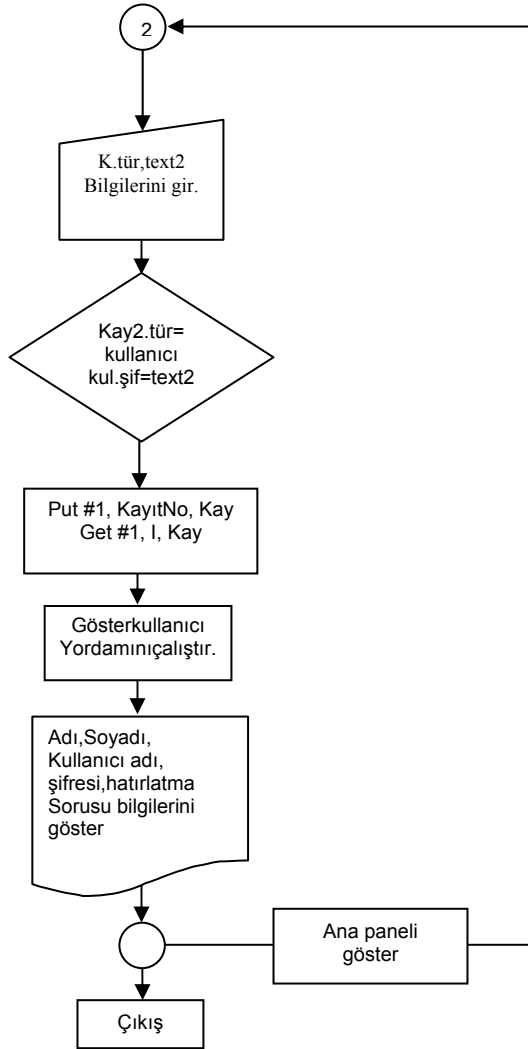 2
K.tür,text2
Bilgilerini gir.
Kay2.tür=
kullanıcı
kul.şif=text2
Put #1, KayıtNo, Kay
Get #1, I, Kay
Gösterkullanıcı
Yordamınıçalıştır.
Adı,Soyadı,
Kullanıcı adı,
şifresi,hatırlatma
Sorusu bilgilerini
göster
Ana paneli
göster
Çıkış